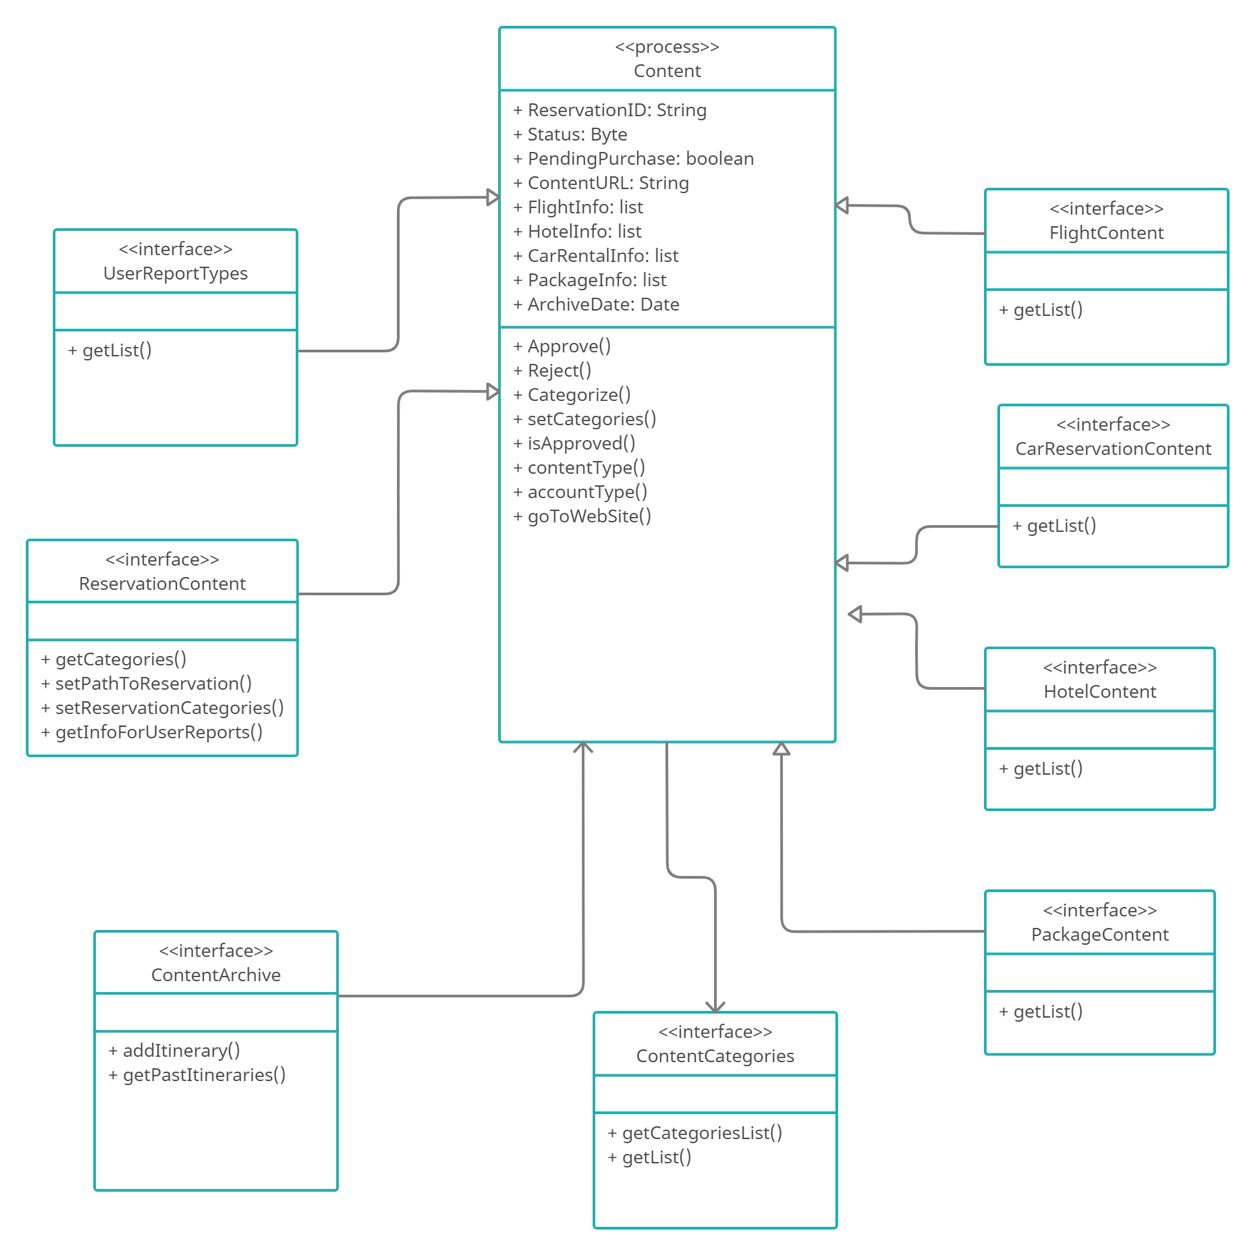 <<process>>
Content
+ ReservationID: String
+ Status: Byte
+ PendingPurchase: boolean
+ ContentURL: String
+ FlightInfo: list
+ HotelInfo: list
+ CarRentalInfo: list
+ PackageInfo: list
+ ArchiveDate: Date
+ Approve()
+ Reject()
+ Categorize()
+ setCategories()
+ isApproved()
+ contentType()
+ accountType()
+ goToWebSite()
<<interface>>
UserReportTypes
+ getList()
<<interface>>
ReservationContent
+ getCategories()
+ setPathToReservation()
+ setReservationCategories()
+ getInfoForUserReports()
<<interface>>
FlightContent
+ getList()
<<interface>>
CarReservationContent
+ getList()
<<interface>>
HotelContent
+ getList()
<<interface>>
PackageContent
+ getList()
<<interface>>
ContentArchive
+ addItinerary()
+ getPastItineraries()
<<interface>>
ContentCategories
+ getCategoriesList()
+ getList()